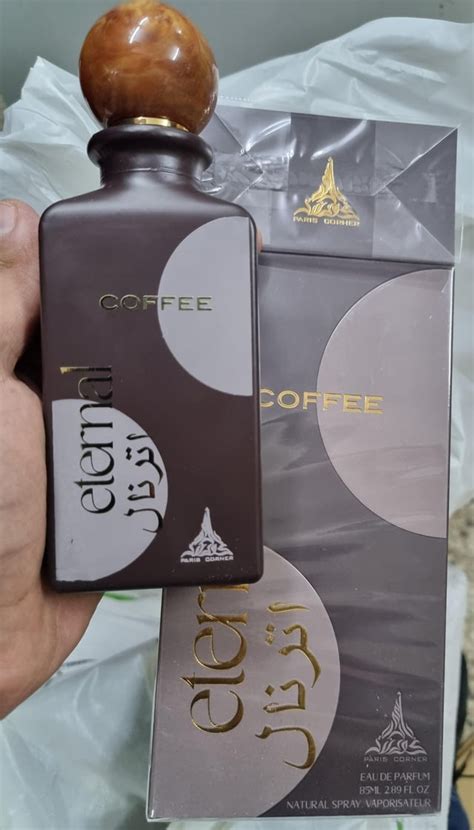 PARIS CORNER
COFFEE
eternal
اترنال
PARIS CORNER
COFFEE
eternal
اترنال
PARIS CORNER
EAU DE PARFUM
85ML 2.89 FL OZ
NATURAL SPRAY VAPORISATEUR